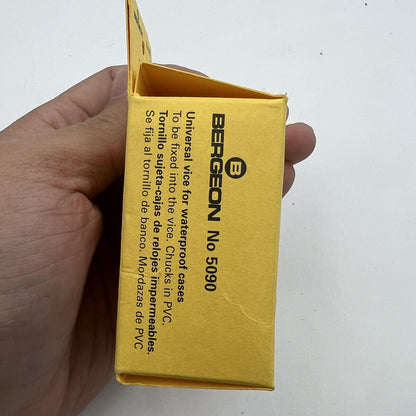 B
BERGEON No 5090
Universal vice for waterproof cases
To be fixed into the vice. Chucks in PVC.
Tornillo sujeta-cajas de relojes impermeables.
Se fija al tornillo de banco. Mordazas de PVC